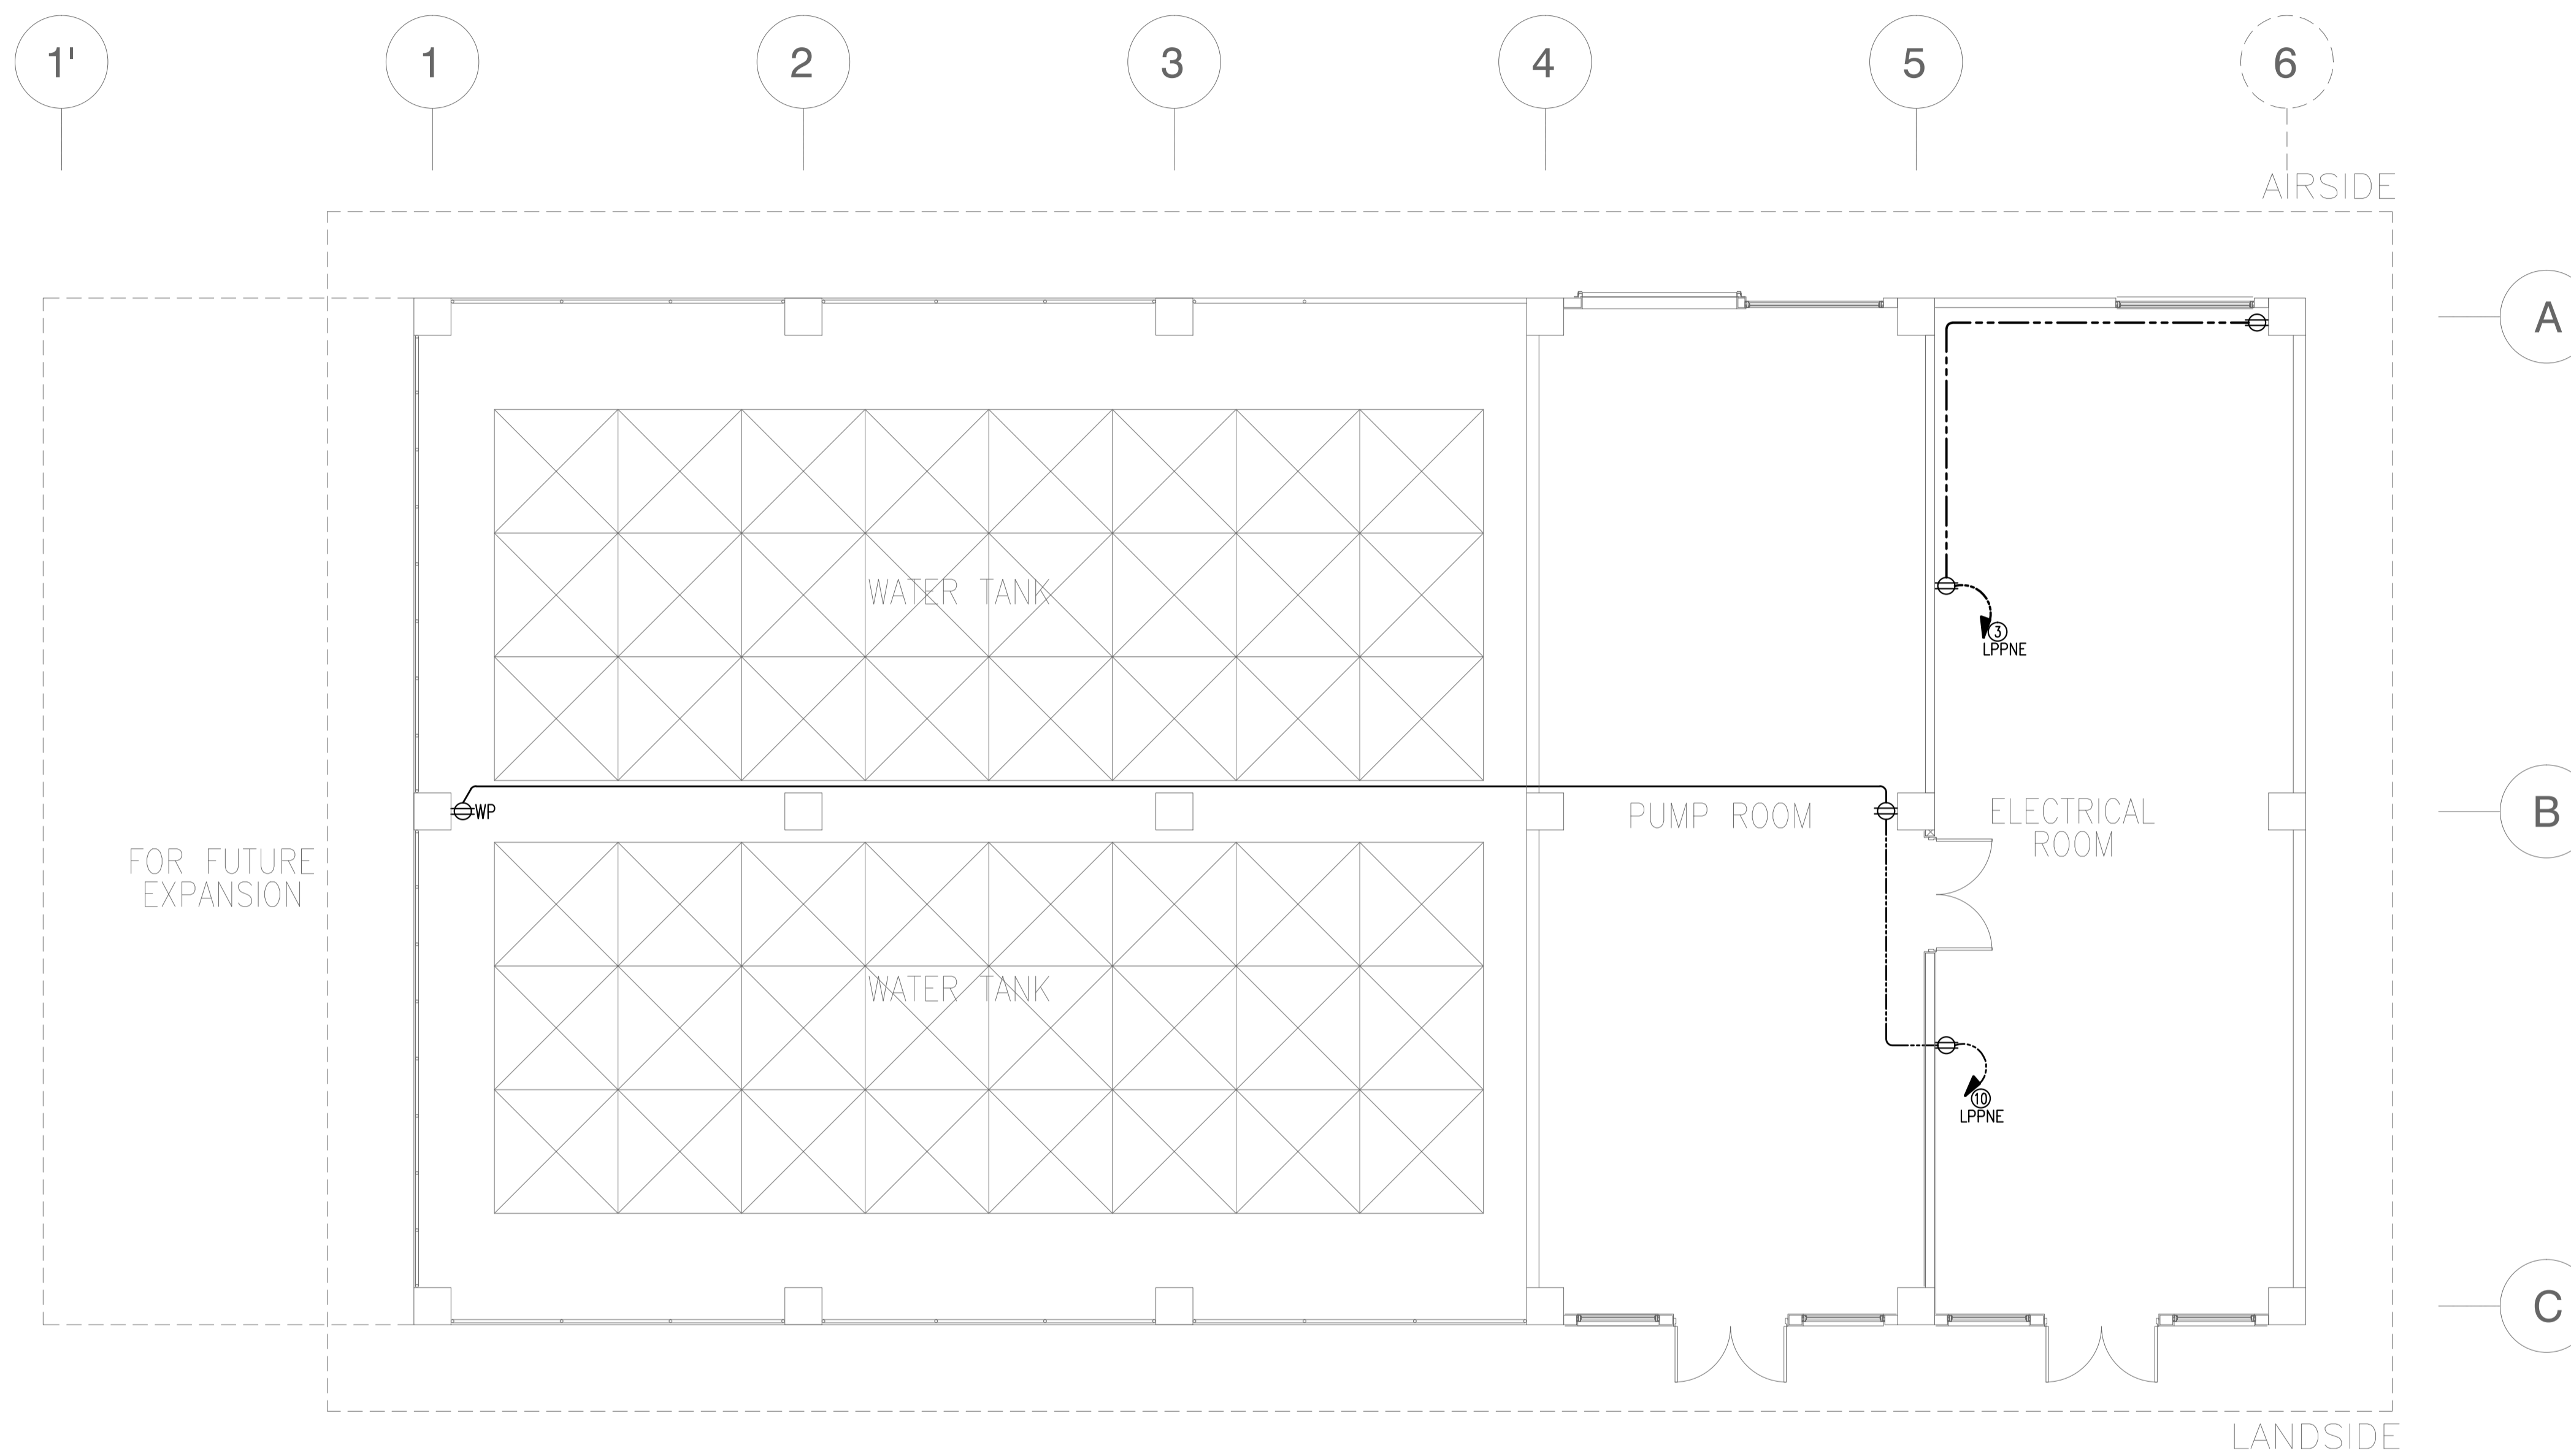 1'
1
2
3
4
5
6
AIRSIDE
A
WATER TANK
3
LPPNE
WP
PUMP ROOM
ELECTRICAL
ROOM
B
FOR FUTURE
EXPANSION
WATER TANK
10
LPPNE
C
LANDSIDE